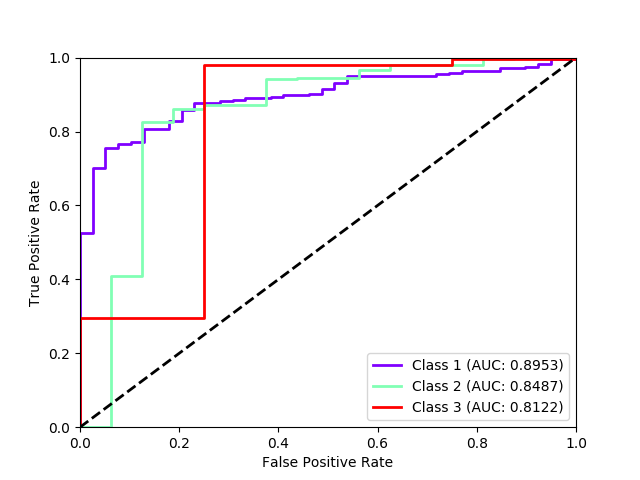 1.0
0.8
0.6
0.4
0.2
0.0
True Positive Rate
Class 1 (AUC: 0.8953)
Class 2 (AUC: 0.8487)
Class 3 (AUC: 0.8122)
0.0 0.2 0.4 0.6 0.8 1.0
False Positive Rate